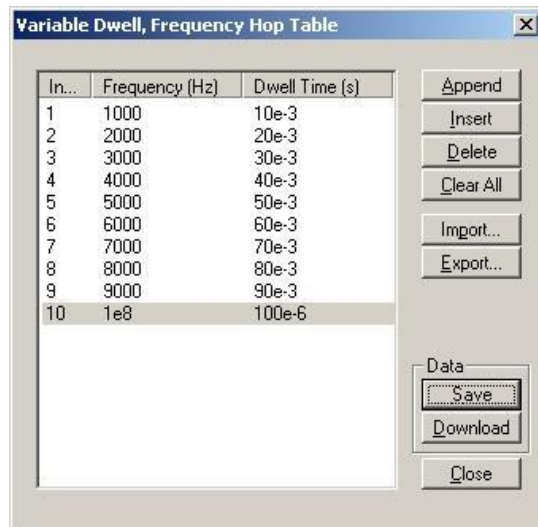 Variable Dwell, Frequency Hop Table
In... Frequency (Hz) Dwell Time (s)
1 1000 10e-3
2 2000 20e-3
3 3000 30e-3
4 4000 40e-3
5 5000 50e-3
6 6000 60e-3
7 7000 70e-3
8 8000 80e-3
9 9000 90e-3
10 1e8 100e-6
Append
Insert
Delete
Clear All
Import...
Export...
Data
Save
Download
Close